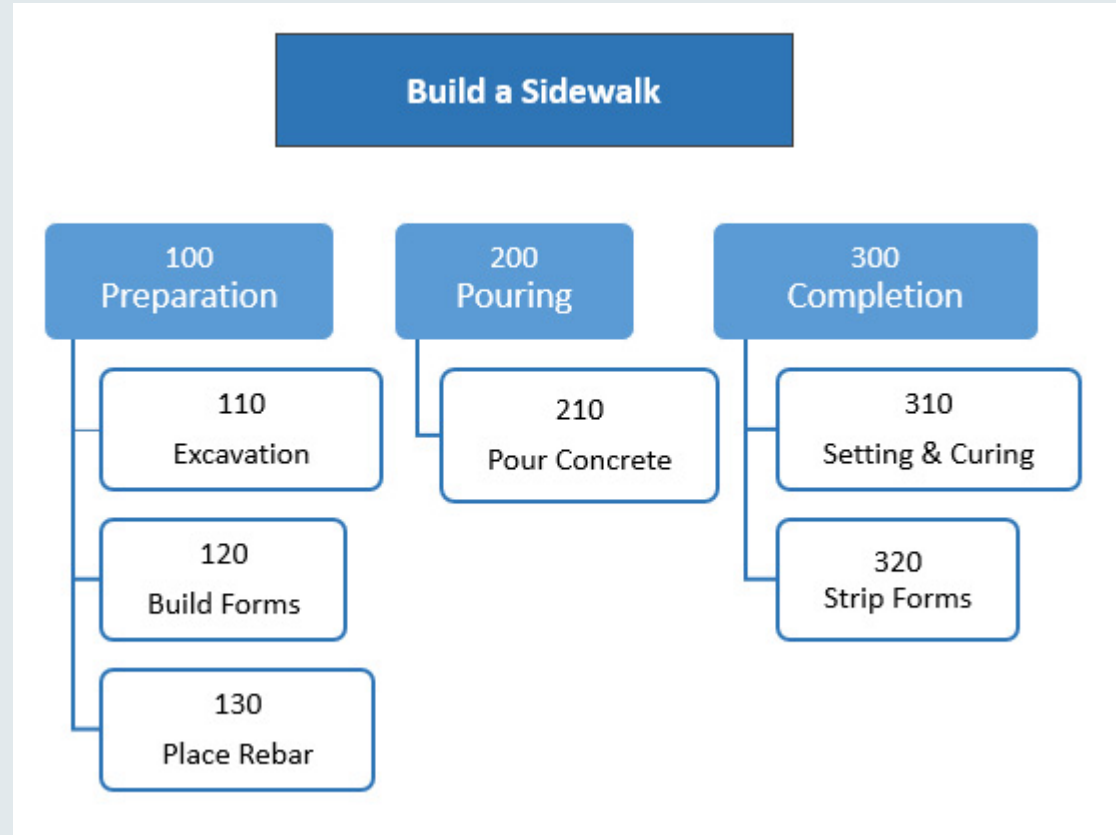 Build a Sidewalk
100
Preparation
110
Excavation
120
Build Forms
130
Place Rebar
200
Pouring
210
Pour Concrete
300
Completion
310
Setting & Curing
320
Strip Forms